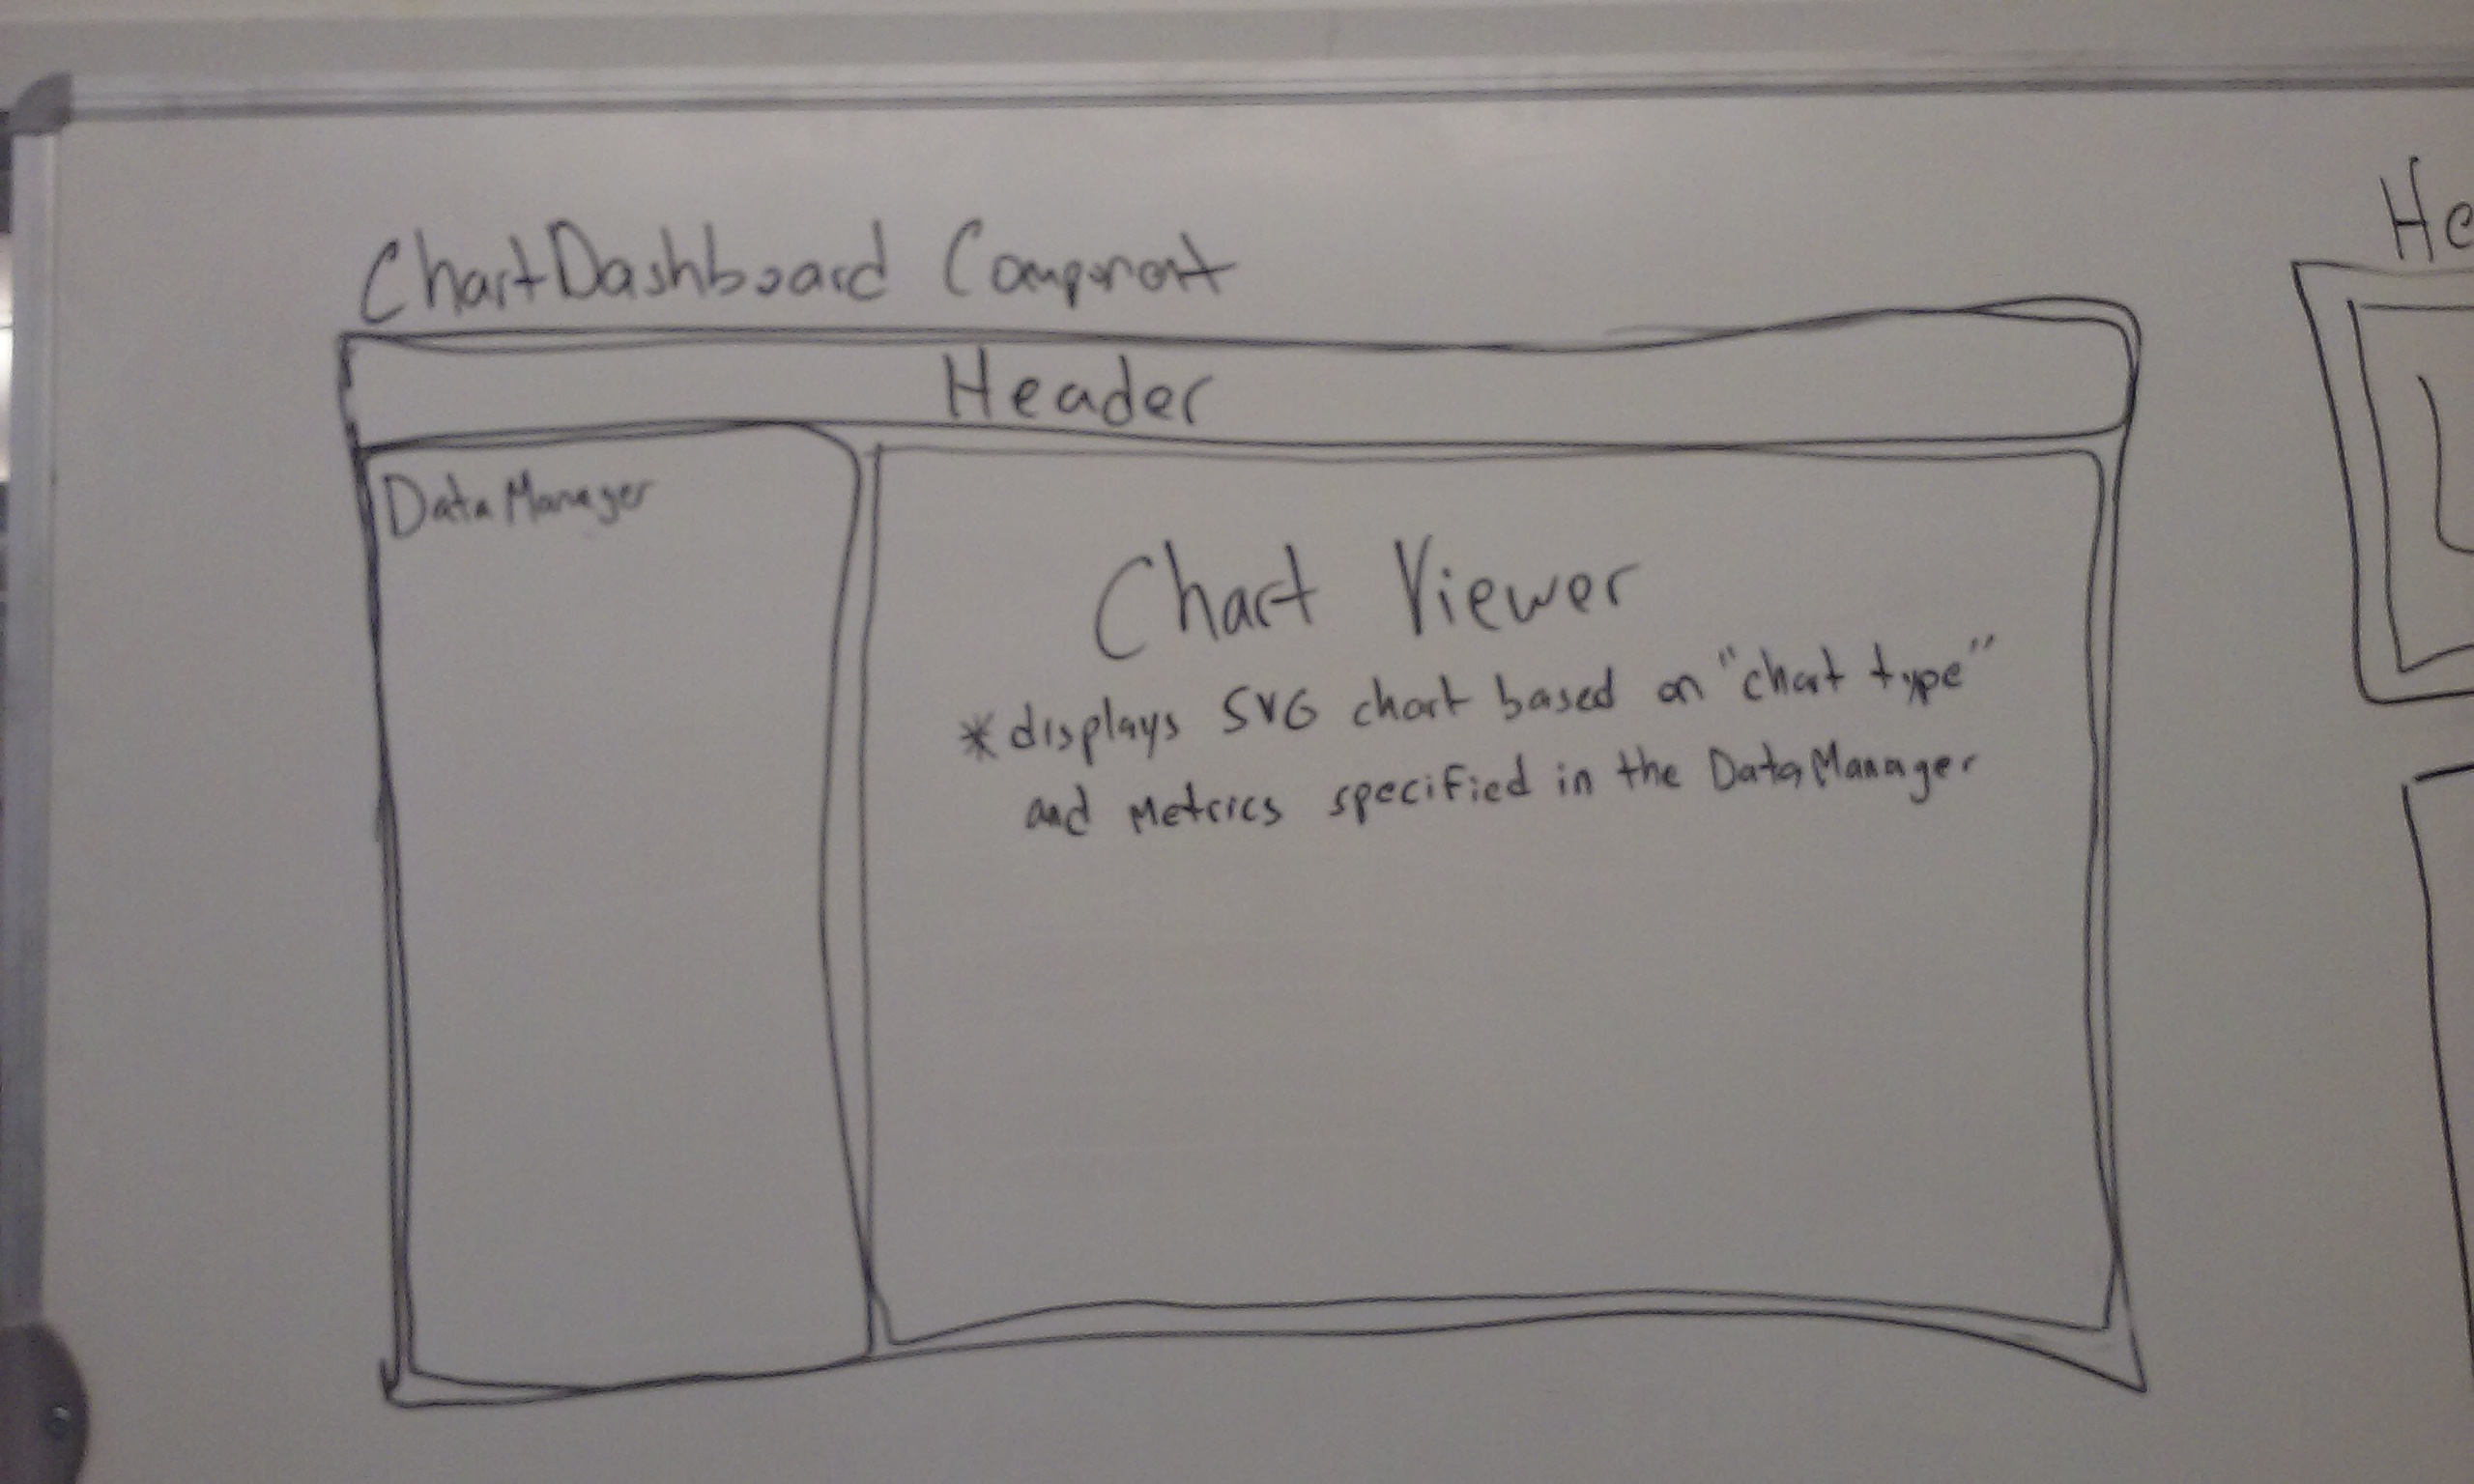 ChartDashboard Component
Header
DataManager
Chart Viewer
*displays SVG chart based on "chart type"
and Metrics specified in the DataManager
He